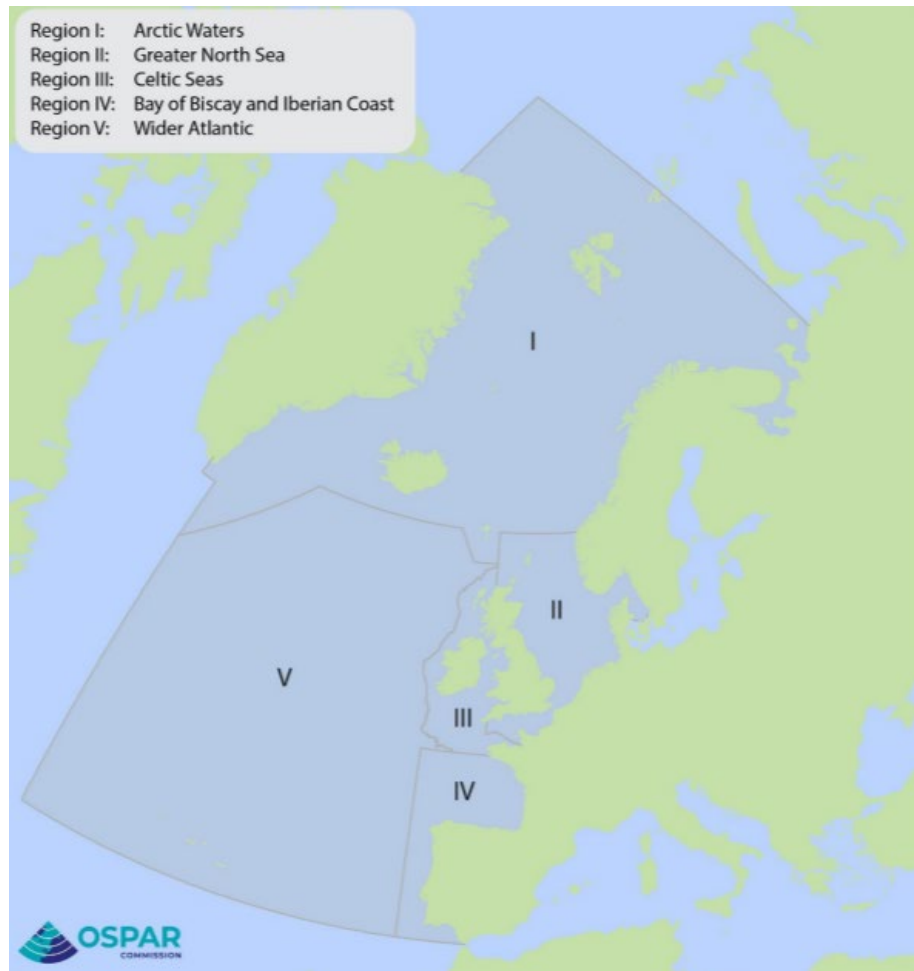 Region I: Arctic Waters
Region II: Greater North Sea
Region III: Celtic Seas
Region IV: Bay of Biscay and Iberian Coast
Region V: Wider Atlantic
I
II
V
III
IV
OSPAR
COMMISSION